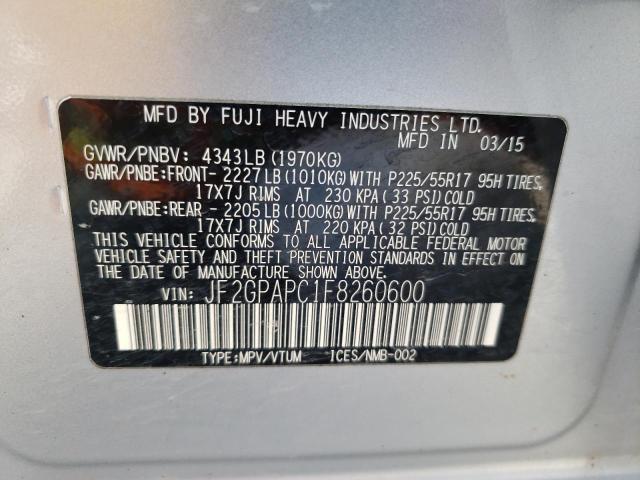 MFD BY FUJI HEAVY INDUSTRIES LTD.
MFD IN 03/15
GVWR/PNBV: 4343LB (1970KG)
GAWR/PNBE:FRONT- 2227LB (1010KG) WITH P225/55R17 95H TIRES,
17X7J RIMS AT 230 KPA ( 33 PSI) COLD
GAWR/PNBE:REAR - 2205LB (1000KG) WITH P225/55R17 95H TIRES,
17X7J RIMS AT 220 KPA ( 32 PSI) COLD
THIS VEHICLE CONFORMS TO ALL APPLICABLE FEDERAL MOTOR
VEHICLE SAFETY AND THEFT PREVENTION STANDARDS IN EFFECT
ON THE DATE OF MANUFACTURE SHOWN ABOVE.
VIN: JF2GPAPC1F8260600
TYPE:MPV/VTUM ICES/NMB-002